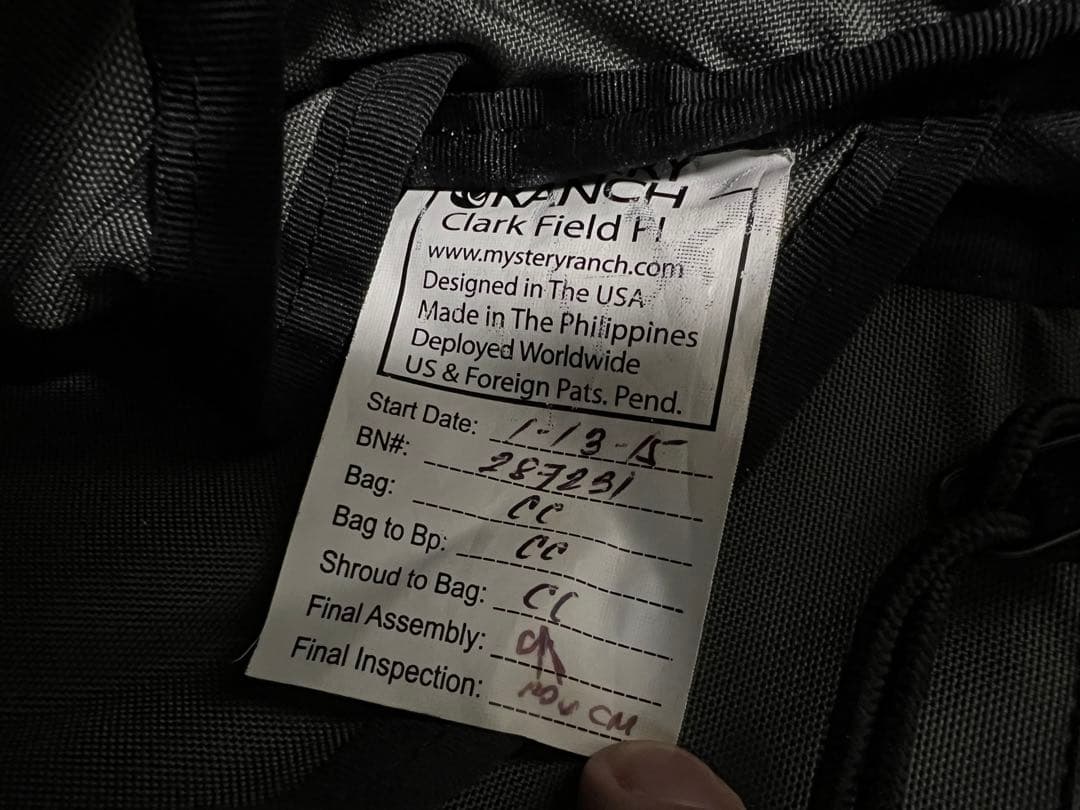 RANCH
Clark Field P!
www.mysteryranch.com
Designed in The USA
Made in The Philippines
Deployed Worldwide
US & Foreign Pats. Pend.
Start Date: 1-13-15
BN#: 287231
Bag: CC
Bag to Bp: CC
Shroud to Bag: CC
Final Assembly:
Final Inspection: CM